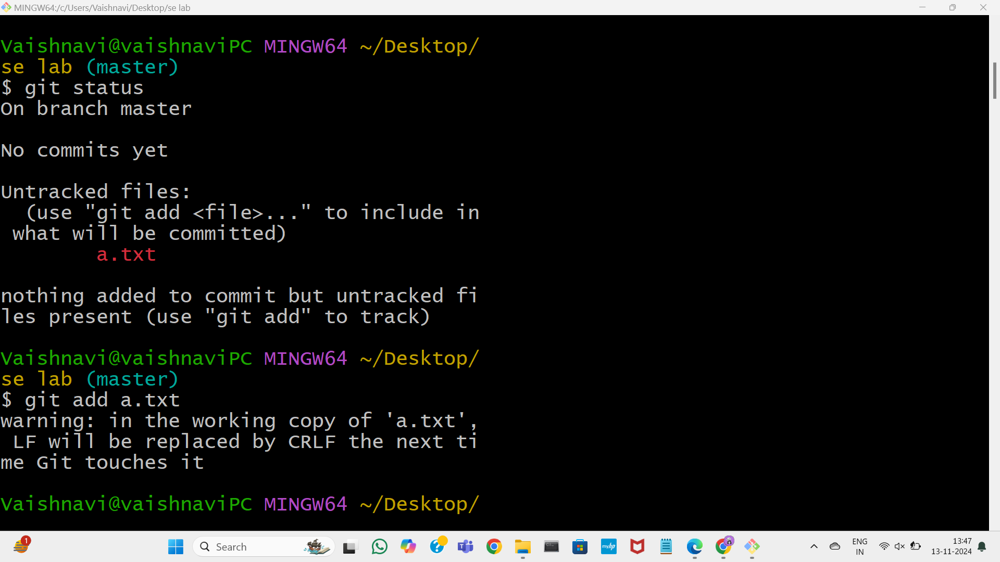 MINGW64:/c/Users/Vaishnavi/Desktop/se lab
Vaishnavi@vaishnaviPC MINGW64 ~/Desktop/
se lab (master)
$ git status
On branch master
No commits yet
Untracked files:
(use "git add <file>..." to include in
what will be committed)
a.txt
nothing added to commit but untracked fi
les present (use "git add" to track)
Vaishnavi@vaishnaviPC MINGW64 ~/Desktop/
se lab (master)
$ git add a.txt
warning: in the working copy of 'a.txt',
LF will be replaced by CRLF the next ti
me Git touches it
Vaishnavi@vaishnaviPC MINGW64 ~/Desktop/
1
Search
myhp
ENG
IN
13:47
13-11-2024